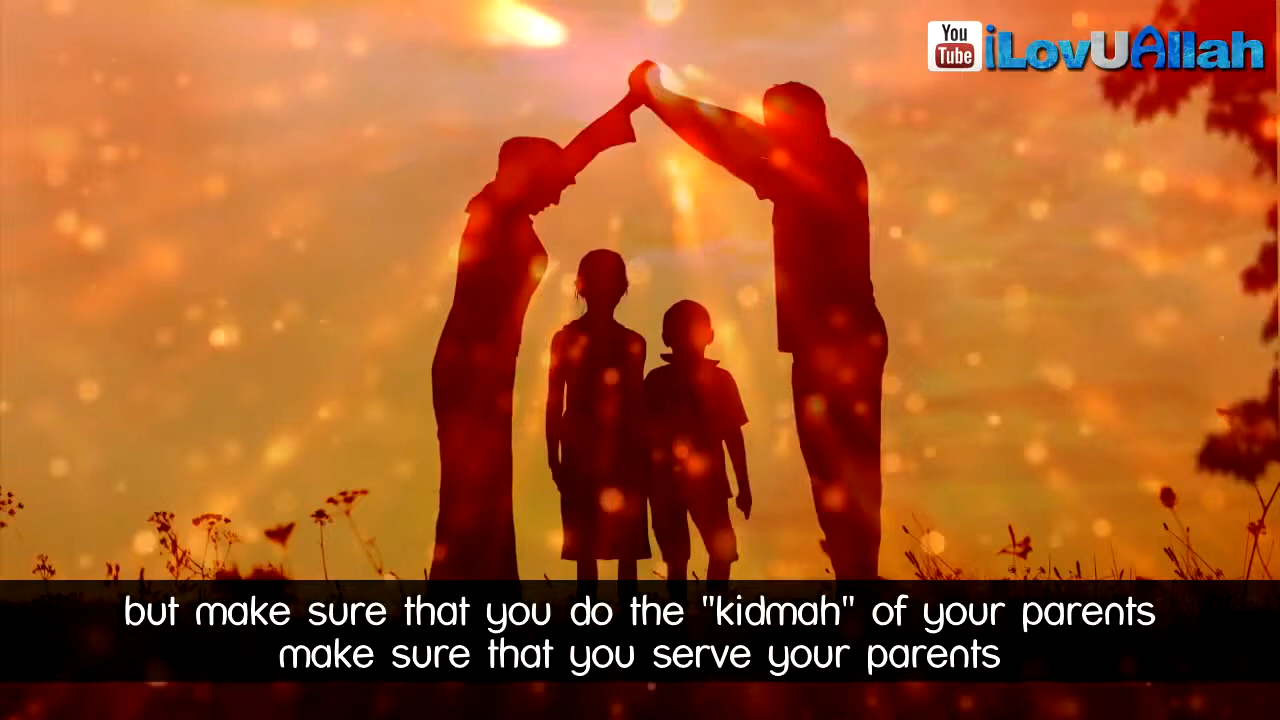 You
Tube
iLovUAllah
but make sure that you do the "kidmah" of your parents
make sure that you serve your parents